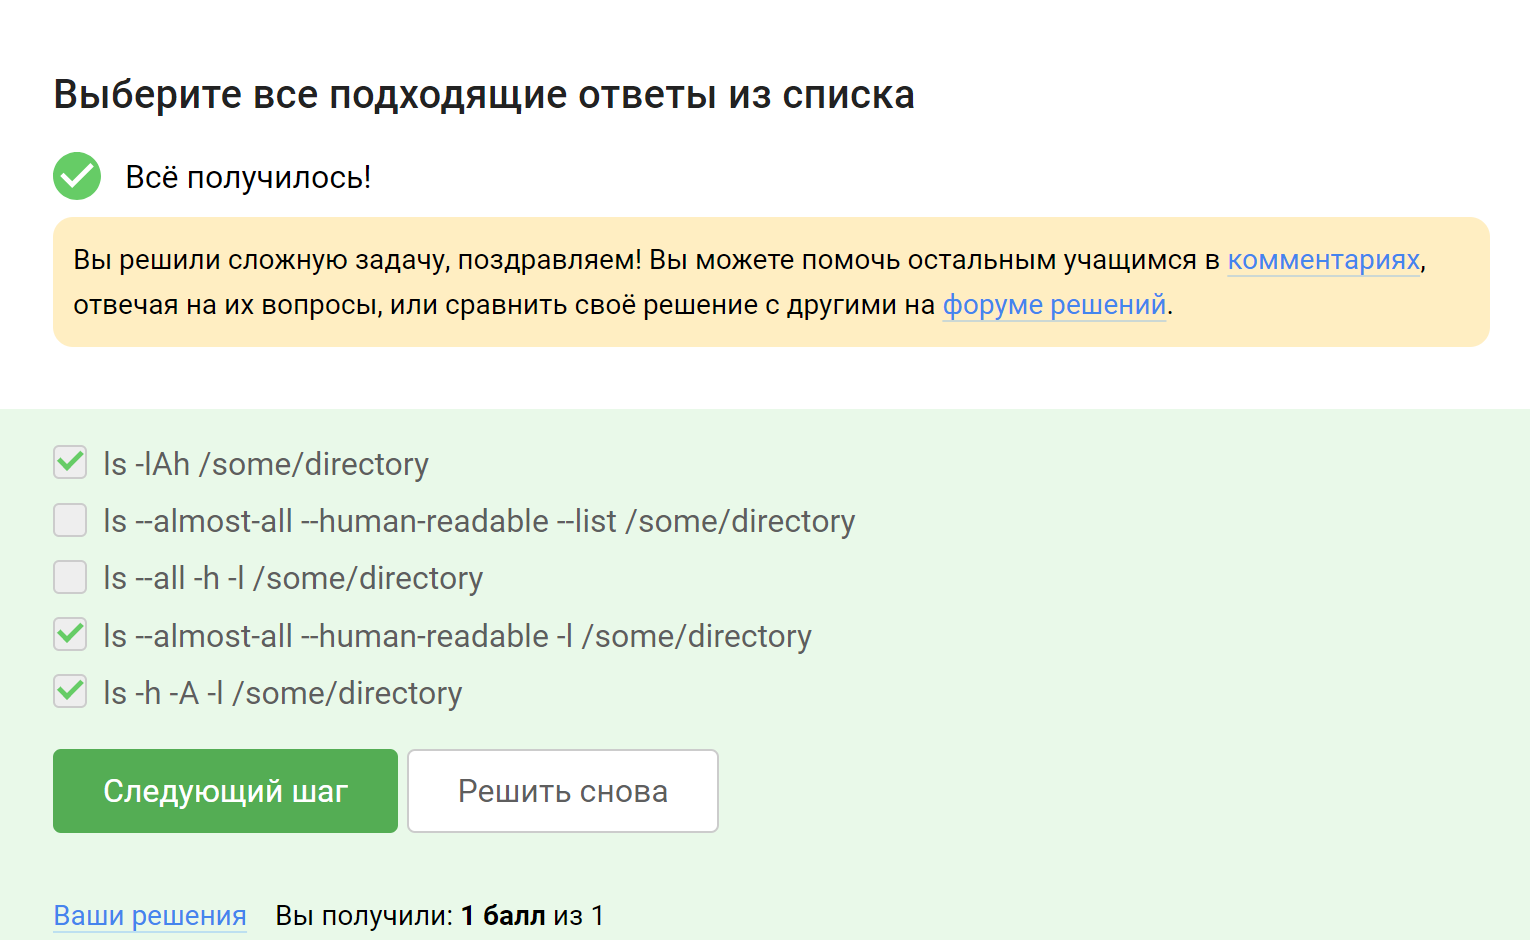 Выберите все подходящие ответы из списка
Всё получилось!
Вы решили сложную задачу, поздравляем! Вы можете помочь остальным учащимся в комментариях,
отвечая на их вопросы, или сравнить своё решение с другими на форуме решений.
ls -lAh /some/directory
ls --almost-all --human-readable --list /some/directory
ls --all -h -l /some/directory
ls --almost-all --human-readable -l /some/directory
ls -h -A -l /some/directory
Следующий шаг Решить снова
Ваши решения Вы получили: 1 балл из 1